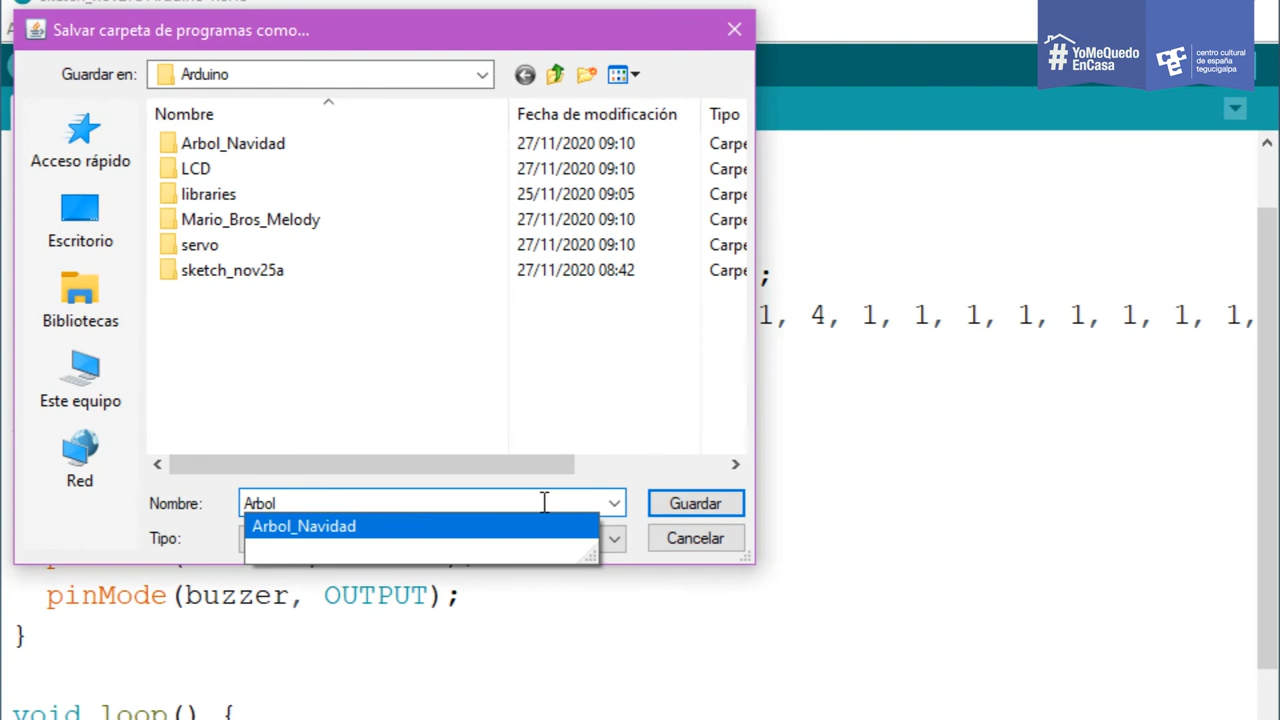 Salvar carpeta de programas como...
#YoMeQuedo
EnCasa
centro cultural
de españa
tegucigalpa
Guardar en: Arduino
Nombre Fecha de modificación Tipo
Acceso rápido
Escritorio
Bibliotecas
Este equipo
Red
Arbol_Navidad 27/11/2020 09:10 Carpe
LCD 27/11/2020 09:10 Carpe
libraries 25/11/2020 09:05 Carpe
Mario_Bros_Melody 27/11/2020 09:10 Carpe
servo 27/11/2020 09:10 Carpe
sketch_nov25a 27/11/2020 08:42 Carpe
;
1, 4, 1, 1, 1, 1, 1, 1, 1, 1,
Nombre: Arbol Guardar
Arbol_Navidad
Tipo: Cancelar
pinMode(buzzer, OUTPUT);
}
void loop() {